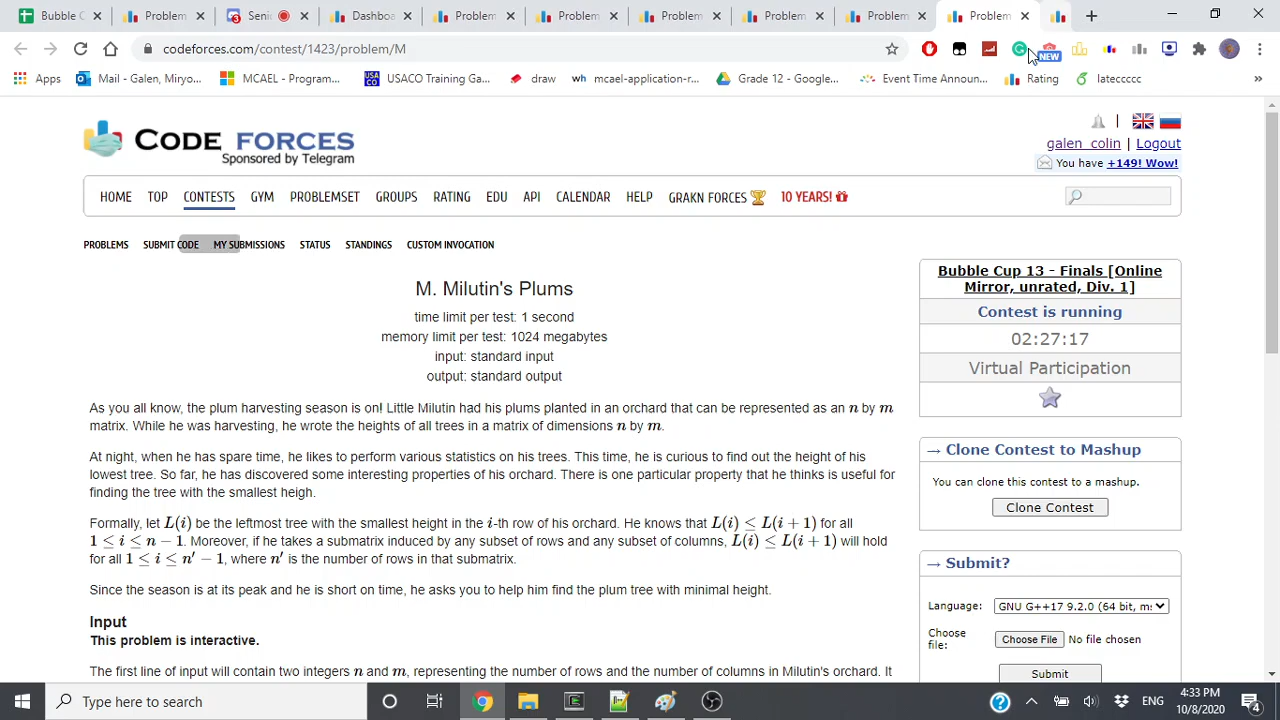 Bubble C
Problem
Seni
Dashbo
Problem
Problem
Problem
Problem
Problem
Problem
codeforces.com/contest/1423/problem/M
NEW
Apps
Mail - Galen, Miryo...
MCAEL - Program...
USACO Training Ga...
draw
mcael-application-r...
Grade 12 - Google...
Event Time Announ...
Rating
lateccccc
»
CODE FORCES
Sponsored by Telegram
galen_colin | Logout
You have +149! Wow!
HOME TOP CONTESTS GYM PROBLEMSET GROUPS RATING EDU API CALENDAR HELP GRAKN FORCES 10 YEARS!
PROBLEMS SUBMIT CODE MY SUBMISSIONS STATUS STANDINGS CUSTOM INVOCATION
M. Milutin's Plums
time limit per test: 1 second
memory limit per test: 1024 megabytes
input: standard input
output: standard output
As you all know, the plum harvesting season is on! Little Milutin had his plums planted in an orchard that can be represented as an n by m
matrix. While he was harvesting, he wrote the heights of all trees in a matrix of dimensions n by m.
At night, when he has spare time, he likes to perform various statistics on his trees. This time, he is curious to find out the height of his
lowest tree. So far, he has discovered some interesting properties of his orchard. There is one particular property that he thinks is useful for
finding the tree with the smallest heigh.
Formally, let L(i) be the leftmost tree with the smallest height in the i-th row of his orchard. He knows that L(i) ≤ L(i + 1) for all
1 ≤ i ≤ n − 1. Moreover, if he takes a submatrix induced by any subset of rows and any subset of columns, L(i) ≤ L(i + 1) will hold
for all 1 ≤ i ≤ n′ − 1, where n′ is the number of rows in that submatrix.
Since the season is at its peak and he is short on time, he asks you to help him find the plum tree with minimal height.
Input
This problem is interactive.
The first line of input will contain two integers n and m, representing the number of rows and the number of columns in Milutin's orchard. It
Bubble Cup 13 - Finals [Online
Mirror, unrated, Div. 1]
Contest is running
02:27:17
Virtual Participation
→ Clone Contest to Mashup
You can clone this contest to a mashup.
Clone Contest
→ Submit?
Language: GNU G++17 9.2.0 (64 bit, m
Choose
file:
Choose File No file chosen
Submit
Type here to search
ENG
4:33 PM
10/8/2020
4